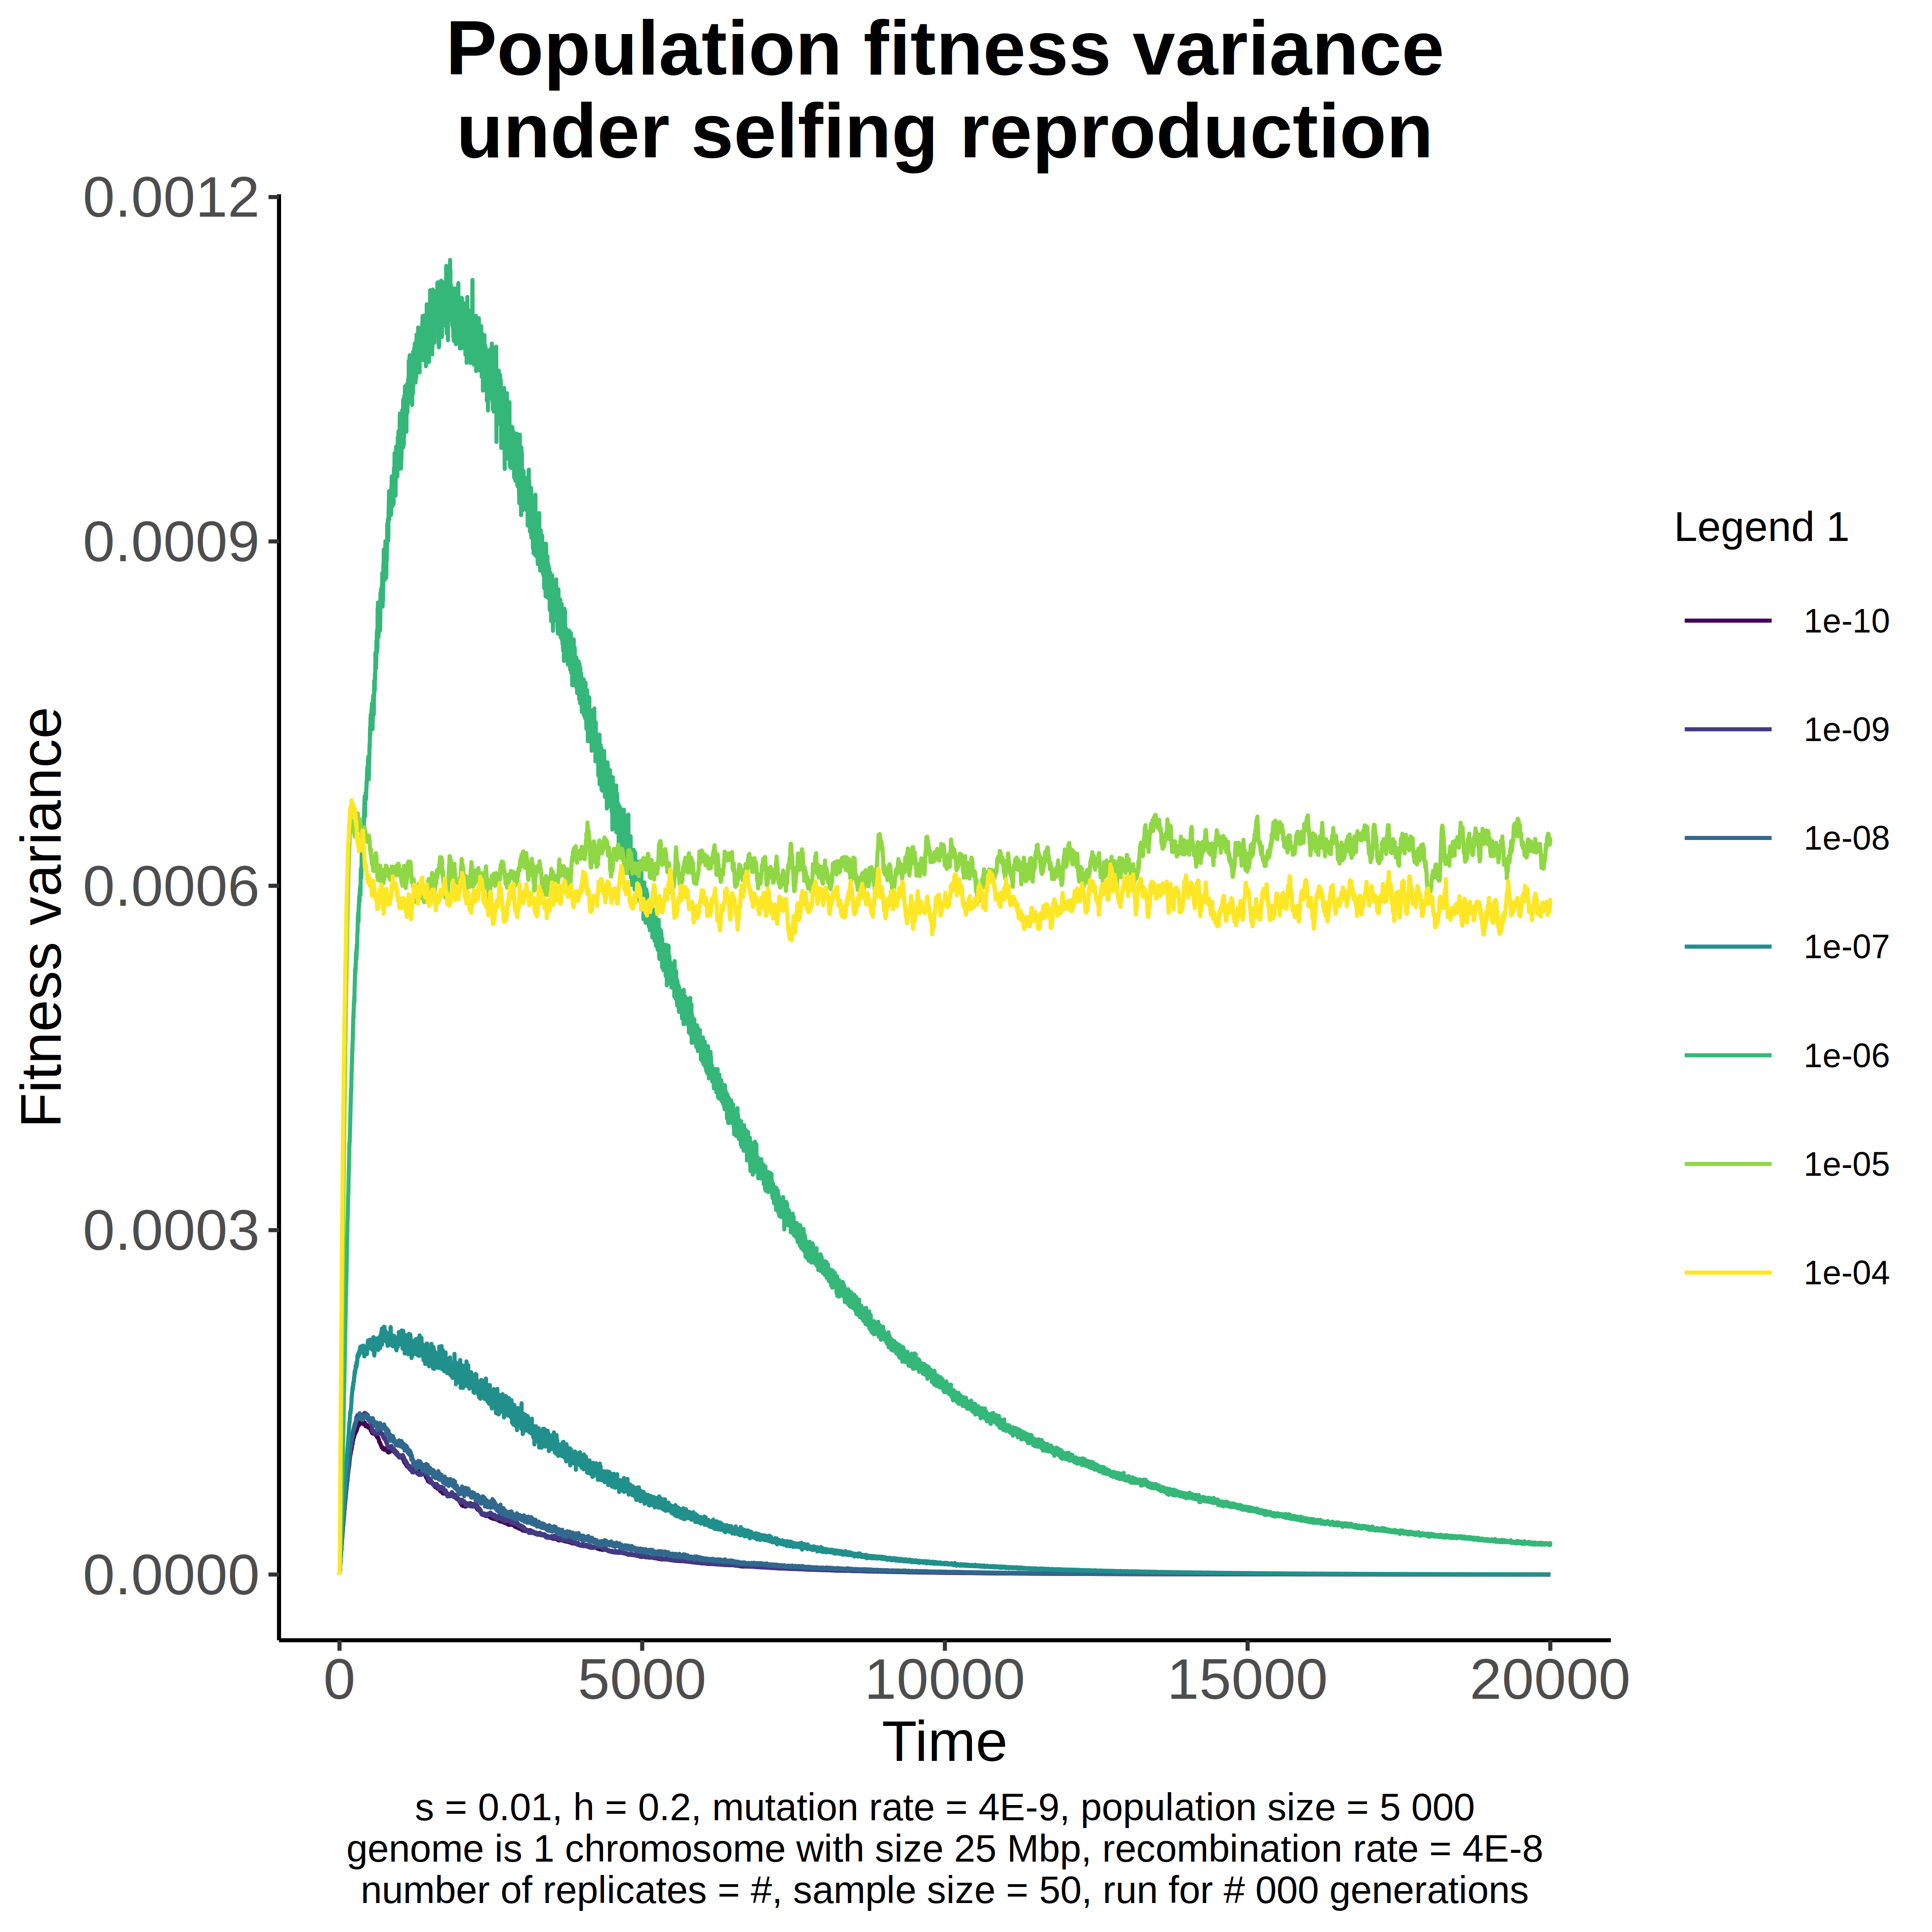 Population fitness variance
under selfing reproduction
0.0012
0.0009
0.0006
0.0003
0.0000
Fitness variance
0
5000
10000
15000
20000
Time
Legend 1
1e-10
1e-09
1e-08
1e-07
1e-06
1e-05
1e-04
s = 0.01, h = 0.2, mutation rate = 4E-9, population size = 5 000
genome is 1 chromosome with size 25 Mbp, recombination rate = 4E-8
number of replicates = #, sample size = 50, run for # 000 generations